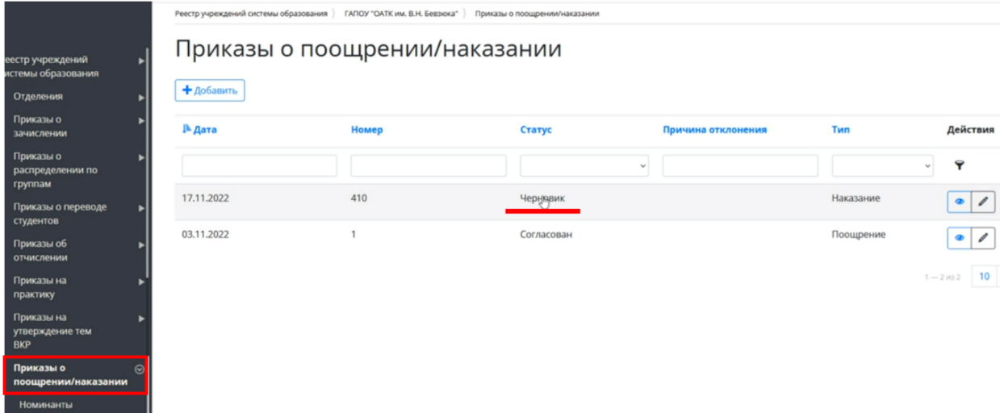 Реестр учреждений системы образования ГАПОУ "ОАТК им. В.Н. Бевзюка" Приказы о поощрении/наказании
Приказы о поощрении/наказании
Добавить
Дата Номер Статус Причина отклонения Тип Действия
17.11.2022 410 Черновик Наказание
03.11.2022 1 Согласован Поощрение
1 — 2 из 2 10
еестр учреждений
истемы образования
Отделения
Приказы о
зачислении
Приказы о
распределении по
группам
Приказы о переводе
студентов
Приказы об
отчислении
Приказы на
практику
Приказы на
утверждение тем
ВКР
Приказы о
поощрении/наказании
Номинанты